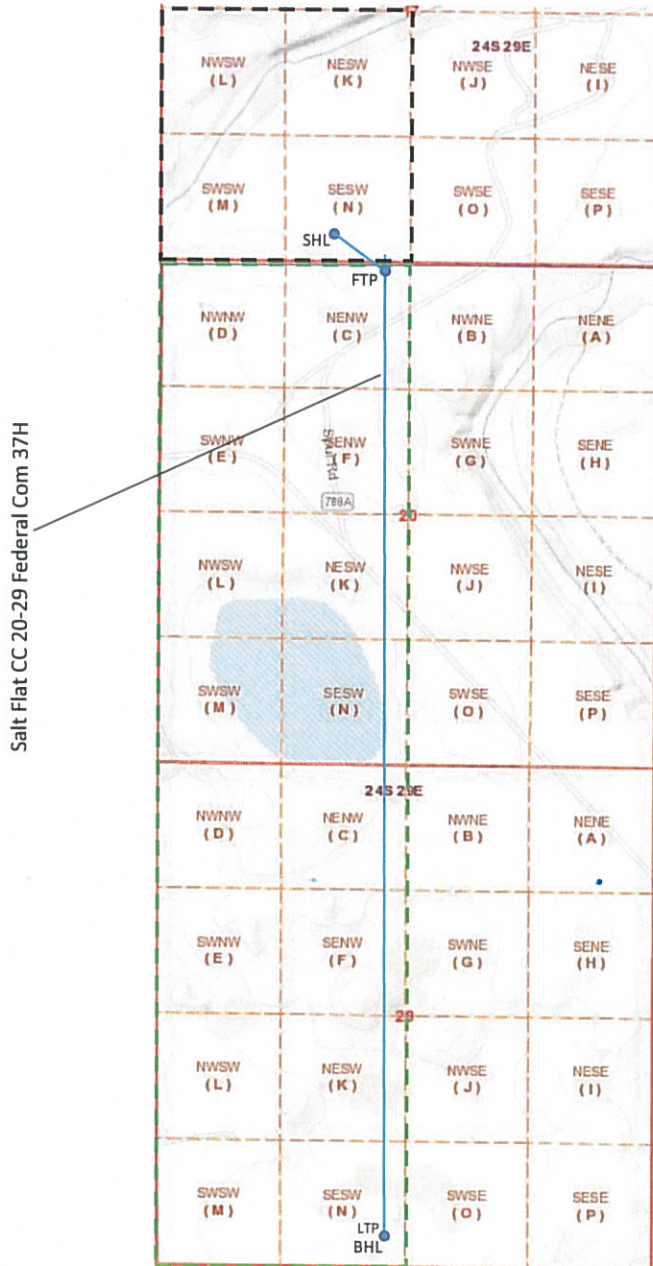 17
24S 29E
NWSW
(L)
NESW
(K)
NWSE
(J)
NESE
(I)
SWSW
(M)
SESW
(N)
SWSE
(O)
SESE
(P)
SHL
FTP
NWNW
(D)
NENW
(C)
NWNE
(B)
NENE
(A)
SWNW
(E)
SENW
(F)
SWNE
(G)
SENE
(H)
788A
20
Salt Flat CC 20-29 Federal Com 37H
NWSW
(L)
NESW
(K)
NWSE
(J)
NESE
(I)
SWSW
(M)
SESW
(N)
SWSE
(O)
SESE
(P)
24S 29E
NWNW
(D)
NENW
(C)
NWNE
(B)
NENE
(A)
SWNW
(E)
SENW
(F)
SWNE
(G)
SENE
(H)
NWSW
(L)
NESW
(K)
NWSE
(J)
NESE
(I)
SWSW
(M)
SESW
(N)
SWSE
(O)
SESE
(P)
LTP
BHL